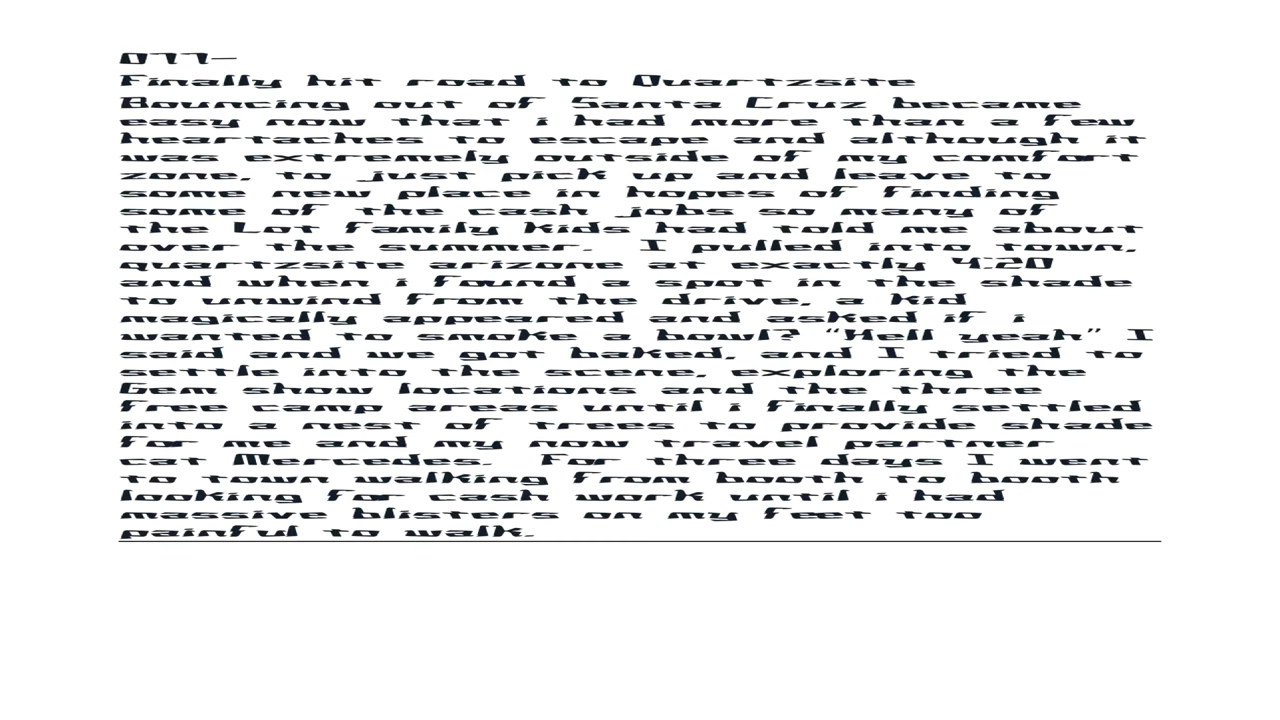 077—
Finally hit road to Quartzsite
Bouncing out of Santa Cruz became
easy now that i had more than a few
heartaches to escape and although it
was extremely outside of my comfort
zone, to just pick up and leave to
some new place in hopes of finding
some of the cash jobs so many of
the Lot family kids had told me about
over the summer.  I pulled into town,
quartzsite arizone at exactly 4:20
and when i found a spot in the shade
to unwind from the drive, a kid
magically appeared and asked if i
wanted to smoke a bowl? “Hell yeah” I
said and we got baked, and I tried to
settle into the scene, exploring the
Gem show locations and the three
free camp areas until i finally settled
into a nest of trees to provide shade
for me and my now travel partner
cat Mercedes.  For three days I went
to town walking from booth to booth
looking for cash work until i had
massive blisters on my feet too
painful to walk.